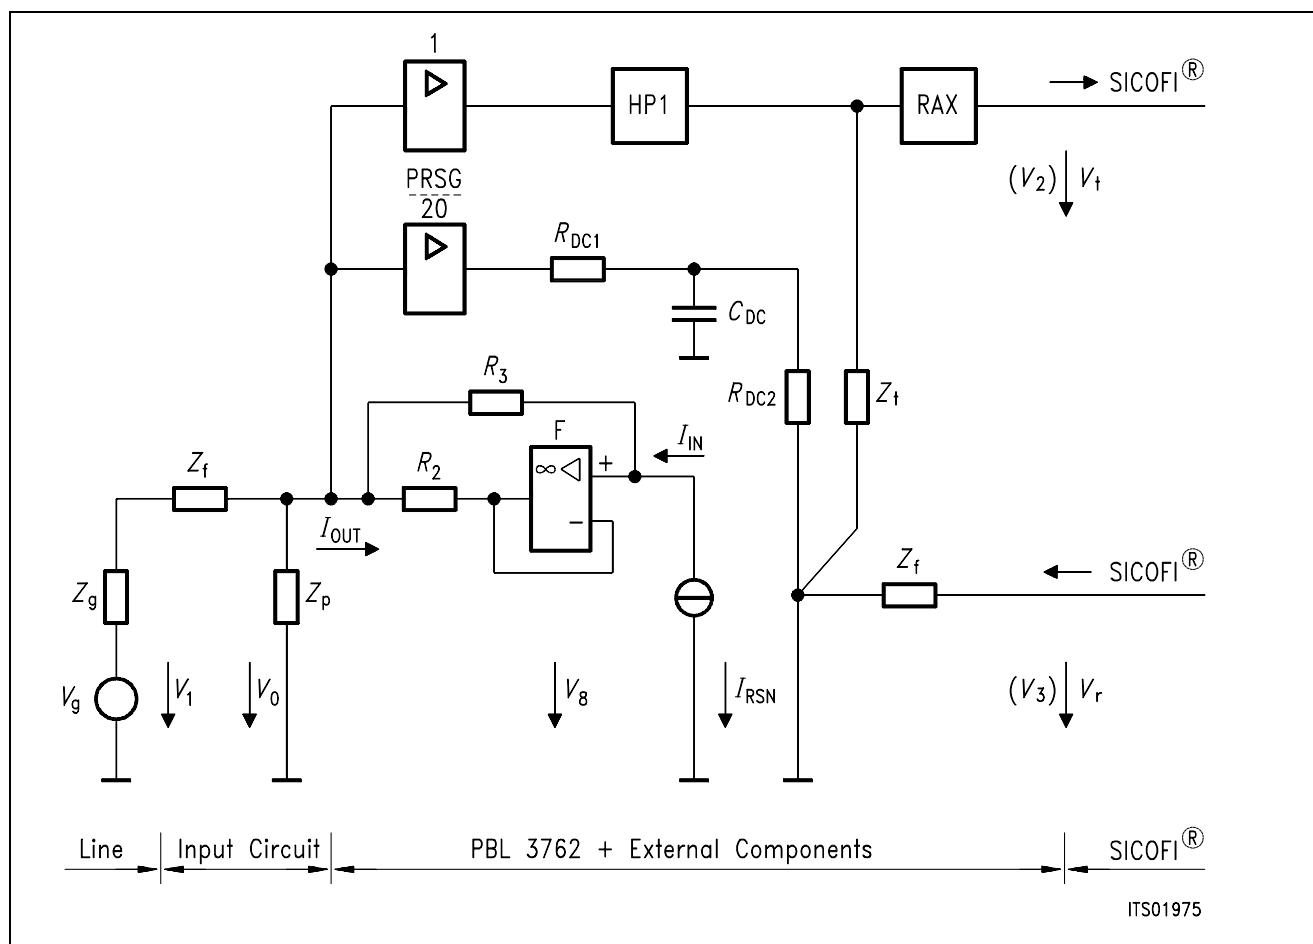 1
HP1
RAX
SICOFI®
PRSG
20
(V2) Vt
RDC1
CDC
R3
RDC2
Zt
F
IIN
∞ +
−
Zf
R2
IOUT
Zf
SICOFI®
Zg
Zp
Vg
V1
V0
V8
IRSN
(V3) Vr
Line
Input Circuit
PBL 3762 + External Components
SICOFI®
ITS01975